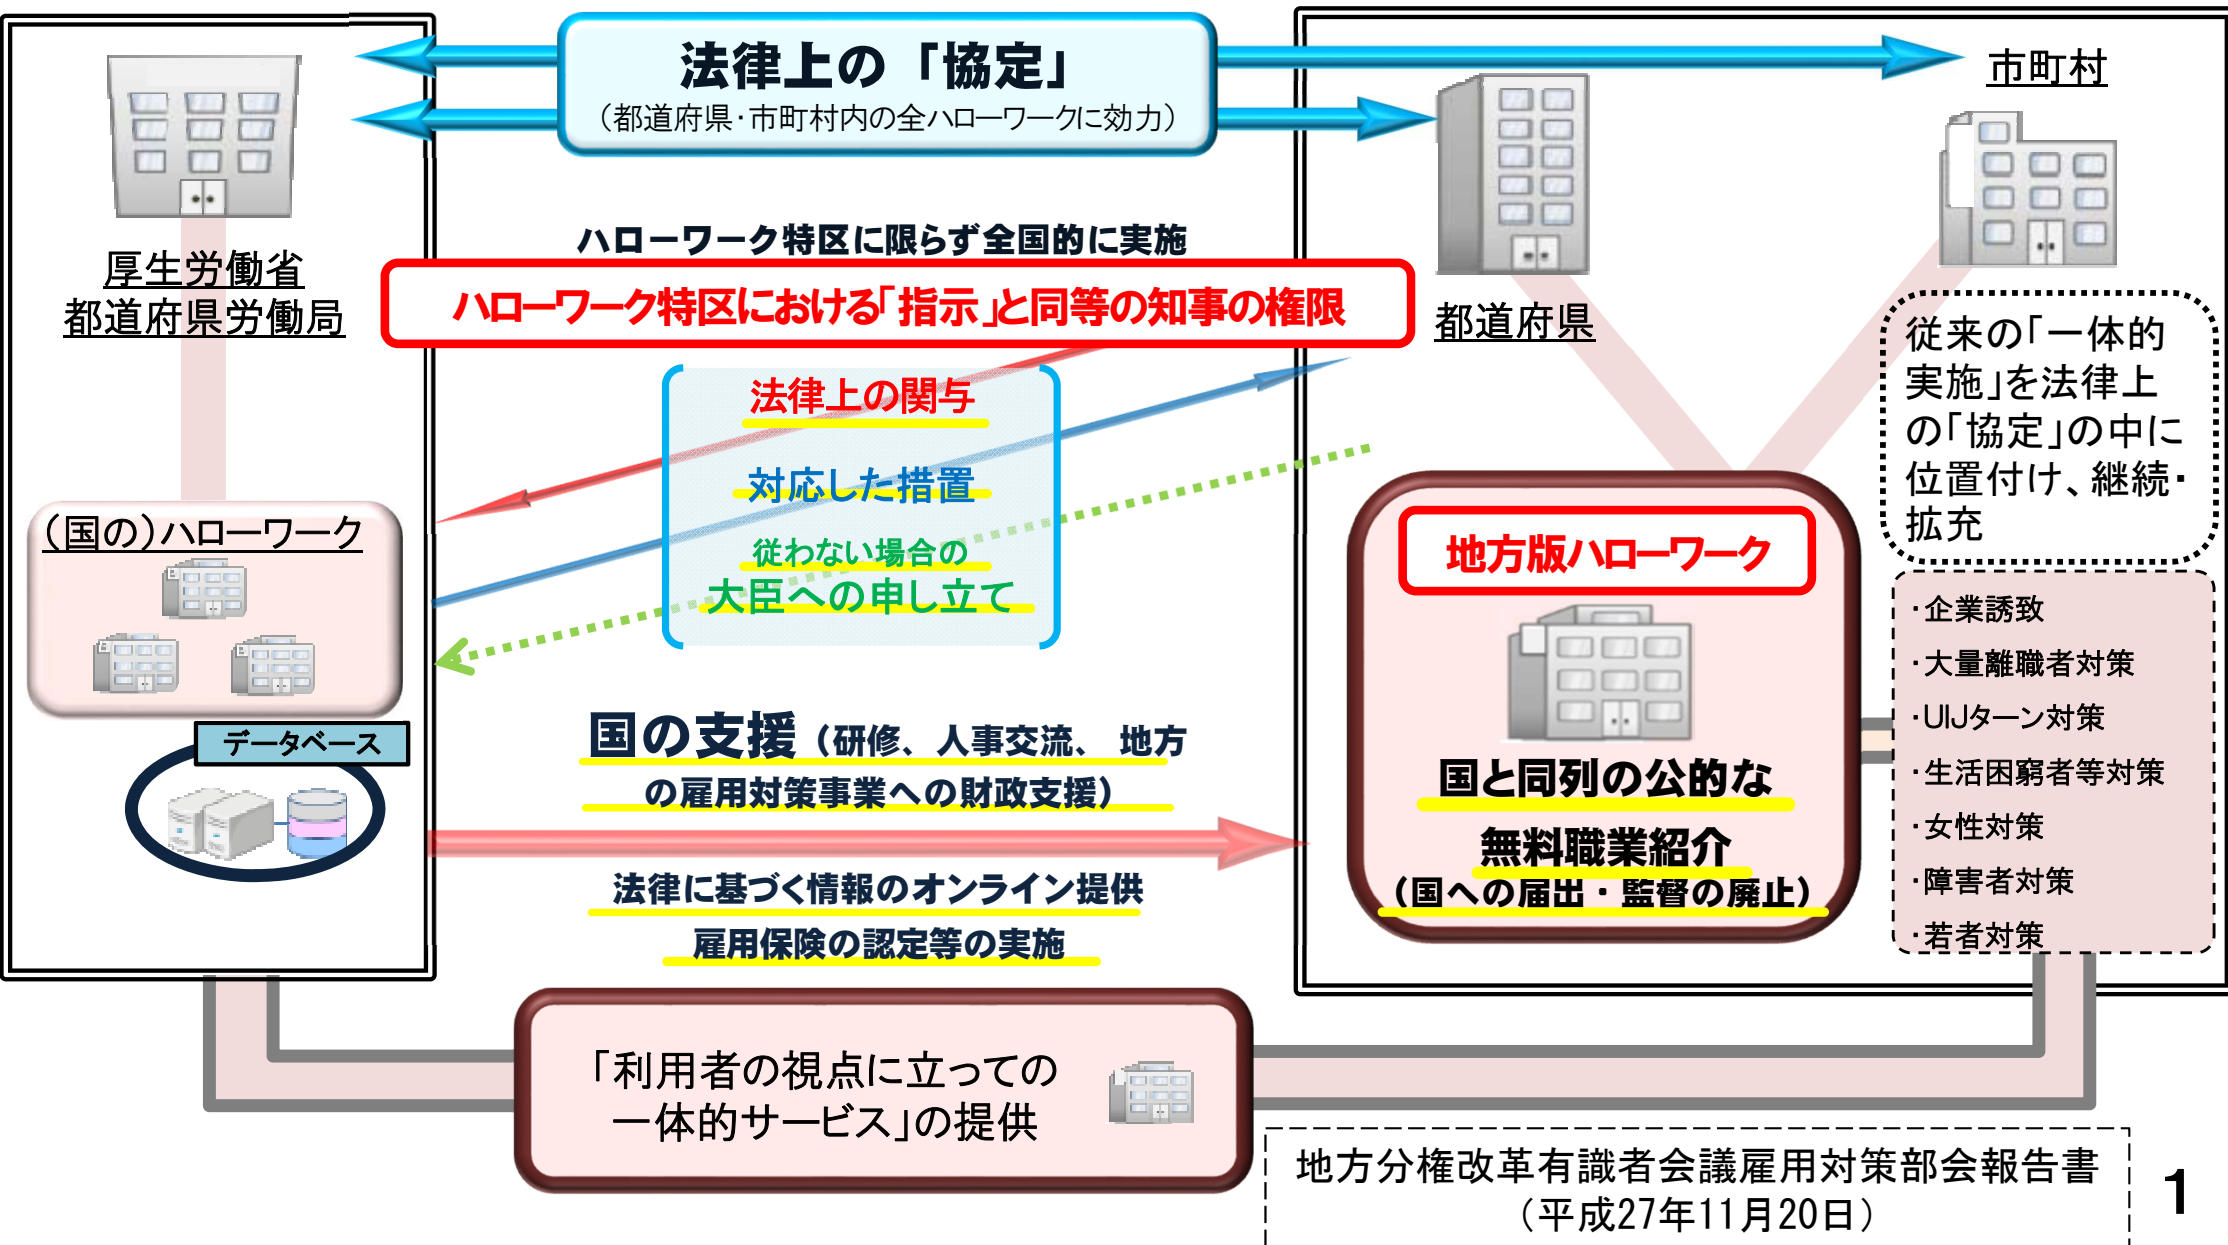 法律上の「協定」
（都道府県・市町村内の全ハローワークに効力）
市町村
厚生労働省
都道府県労働局
ハローワーク特区に限らず全国的に実施
ハローワーク特区における「指示」と同等の知事の権限
都道府県
従来の「一体的
実施」を法律上
の「協定」の中に
位置付け、継続・
拡充
法律上の関与
対応した措置
従わない場合の
大臣への申し立て
（国の）ハローワーク
データベース
地方版ハローワーク
国と同列の公的な
無料職業紹介
（国への届出・監督の廃止）
・企業誘致
・大量離職者対策
・UIJターン対策
・生活困窮者等対策
・女性対策
・障害者対策
・若者対策
国の支援（研修、人事交流、地方
の雇用対策事業への財政支援）
法律に基づく情報のオンライン提供
雇用保険の認定等の実施
「利用者の視点に立っての
一体的サービス」の提供
地方分権改革有識者会議雇用対策部会報告書
（平成27年11月20日）
1